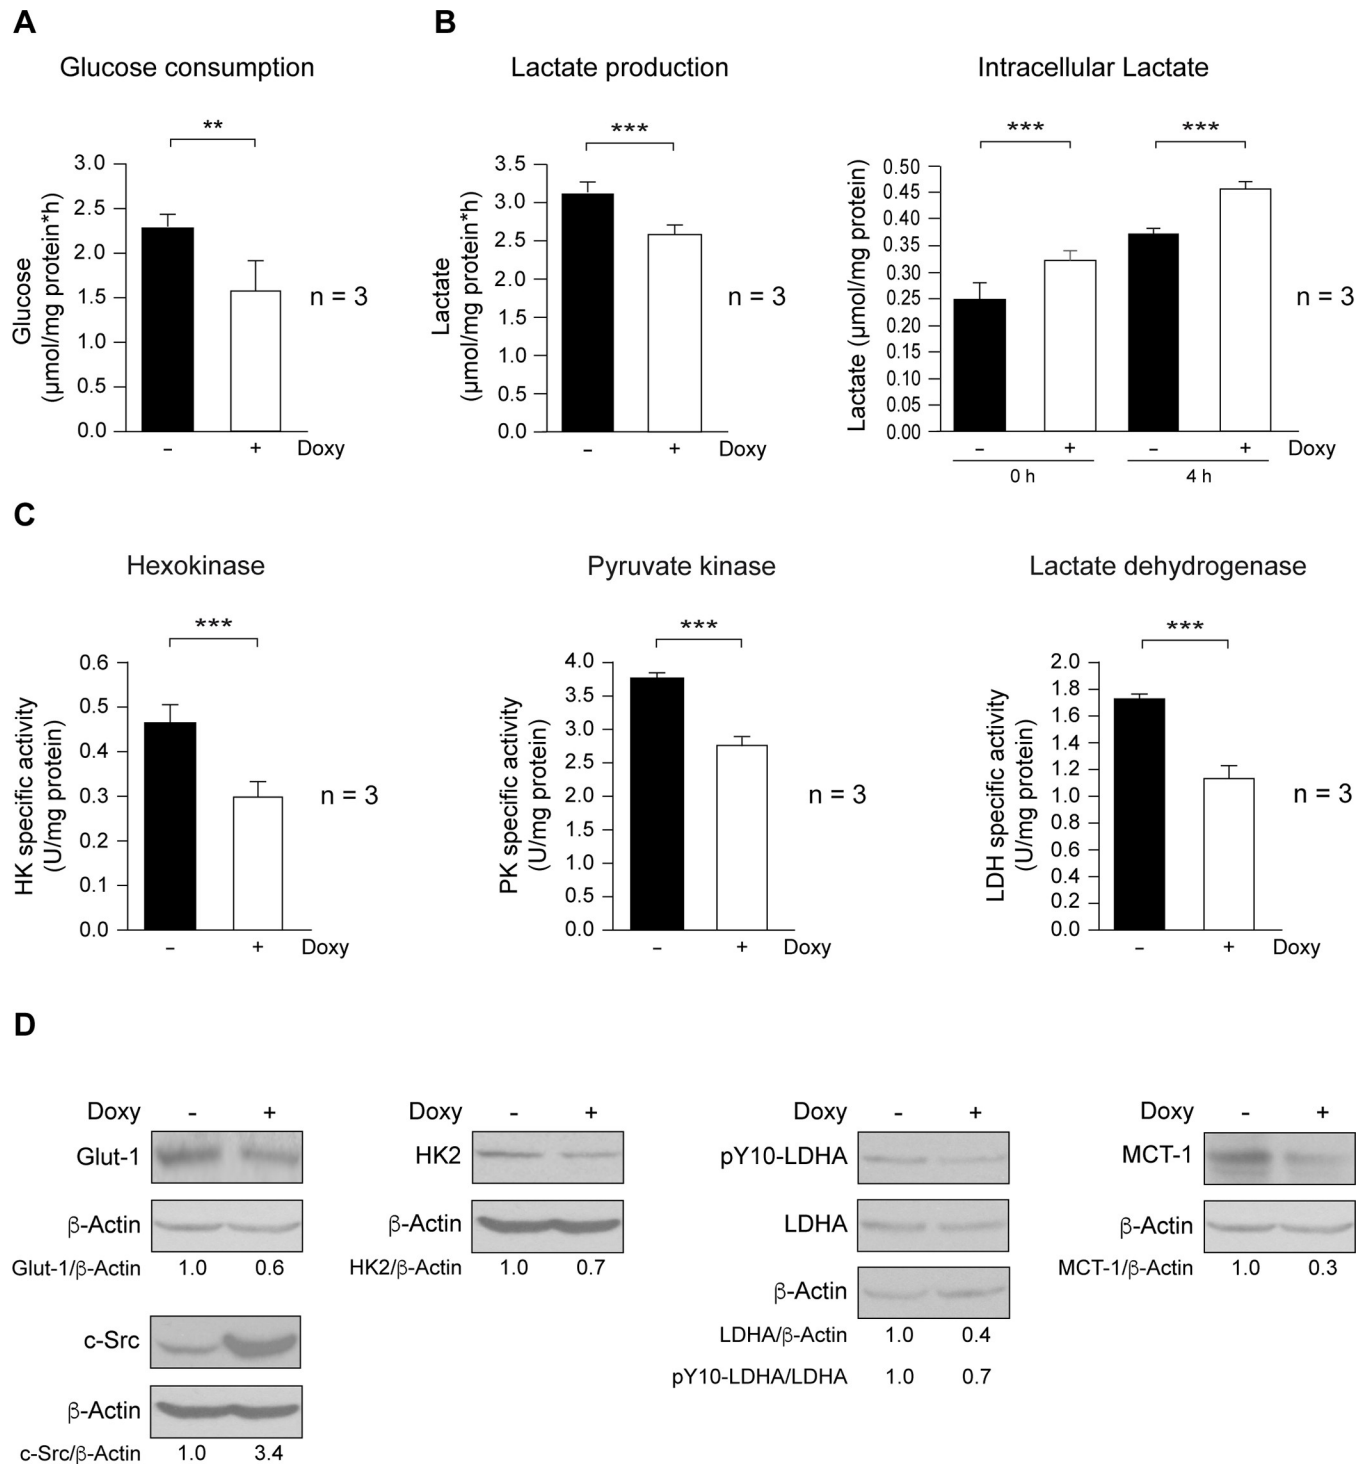 A
B
Glucose consumption
Lactate production
Intracellular Lactate
**
***
***
***
Glucose
(µmol/mg protein*h)
3.0
2.5
2.0
1.5
1.0
0.5
0.0
n = 3
– + Doxy
Lactate
(µmol/mg protein*h)
3.5
3.0
2.5
2.0
1.5
1.0
0.5
0.0
n = 3
– + Doxy
Lactate (µmol/mg protein)
0.50
0.45
0.40
0.35
0.30
0.25
0.20
0.15
0.10
0.05
0.00
n = 3
– + – + Doxy
0 h 4 h
C
Hexokinase
Pyruvate kinase
Lactate dehydrogenase
***
***
***
HK specific activity
(U/mg protein)
0.6
0.5
0.4
0.3
0.2
0.1
0.0
n = 3
– + Doxy
PK specific activity
(U/mg protein)
4.0
3.5
3.0
2.5
2.0
1.5
1.0
0.5
0.0
n = 3
– + Doxy
LDH specific activity
(U/mg protein)
2.0
1.8
1.6
1.4
1.2
1.0
0.8
0.6
0.4
0.2
0.0
n = 3
– + Doxy
D
Doxy - +
Glut-1
β-Actin
Glut-1/β-Actin 1.0 0.6
c-Src
β-Actin
c-Src/β-Actin 1.0 3.4
Doxy - +
HK2
β-Actin
HK2/β-Actin 1.0 0.7
Doxy - +
pY10-LDHA
LDHA
β-Actin
LDHA/β-Actin 1.0 0.4
pY10-LDHA/LDHA 1.0 0.7
Doxy - +
MCT-1
β-Actin
MCT-1/β-Actin 1.0 0.3